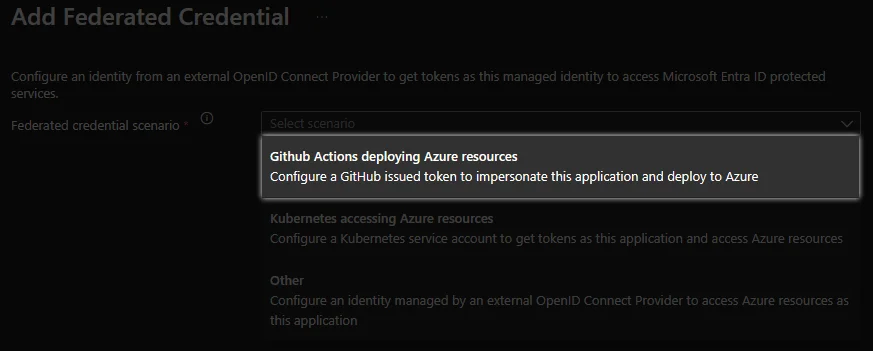 Add Federated Credential ...
Configure an identity from an external OpenID Connect Provider to get tokens as this managed identity to access Microsoft Entra ID protected
services.
Federated credential scenario * Select scenario
Github Actions deploying Azure resources
Configure a GitHub issued token to impersonate this application and deploy to Azure
Kubernetes accessing Azure resources
Configure a Kubernetes service account to get tokens as this application and access Azure resources
Other
Configure an identity managed by an external OpenID Connect Provider to access Azure resources as
this application